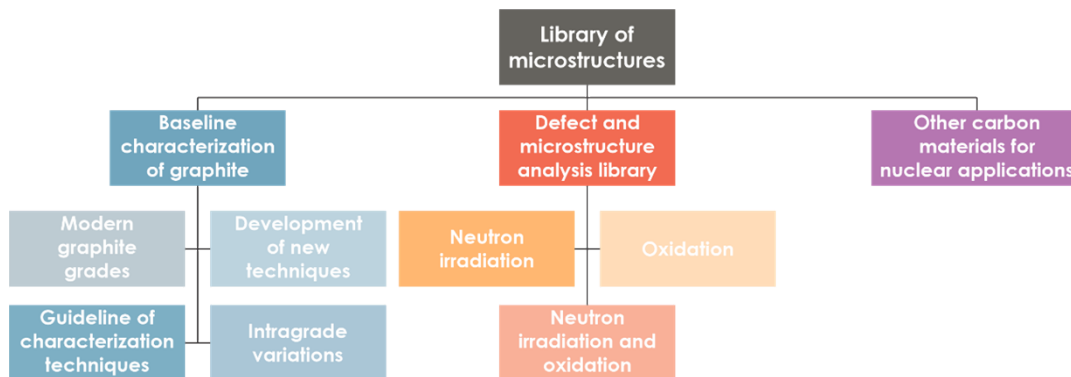 Library of
microstructures
Baseline
characterization
of graphite
Defect and
microstructure
analysis library
Other carbon
materials for
nuclear applications
Modern
graphite
grades
Development
of new
techniques
Neutron
irradiation
Oxidation
Guideline of
characterization
techniques
Intragrade
variations
Neutron
irradiation and
oxidation